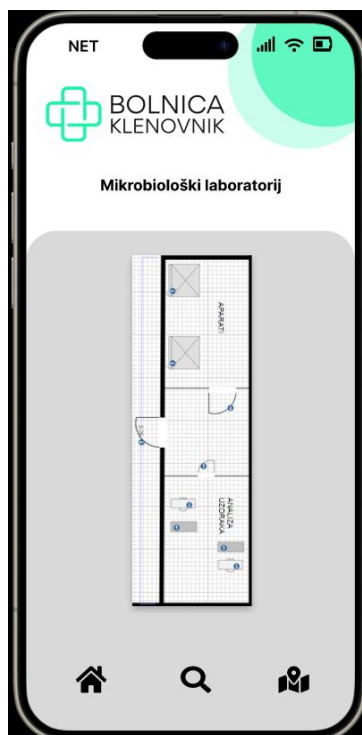 NET
BOLNICA
KLENOVNIK
Mikrobiološki laboratorij
APARATI
ANALIZA
UZORAKA